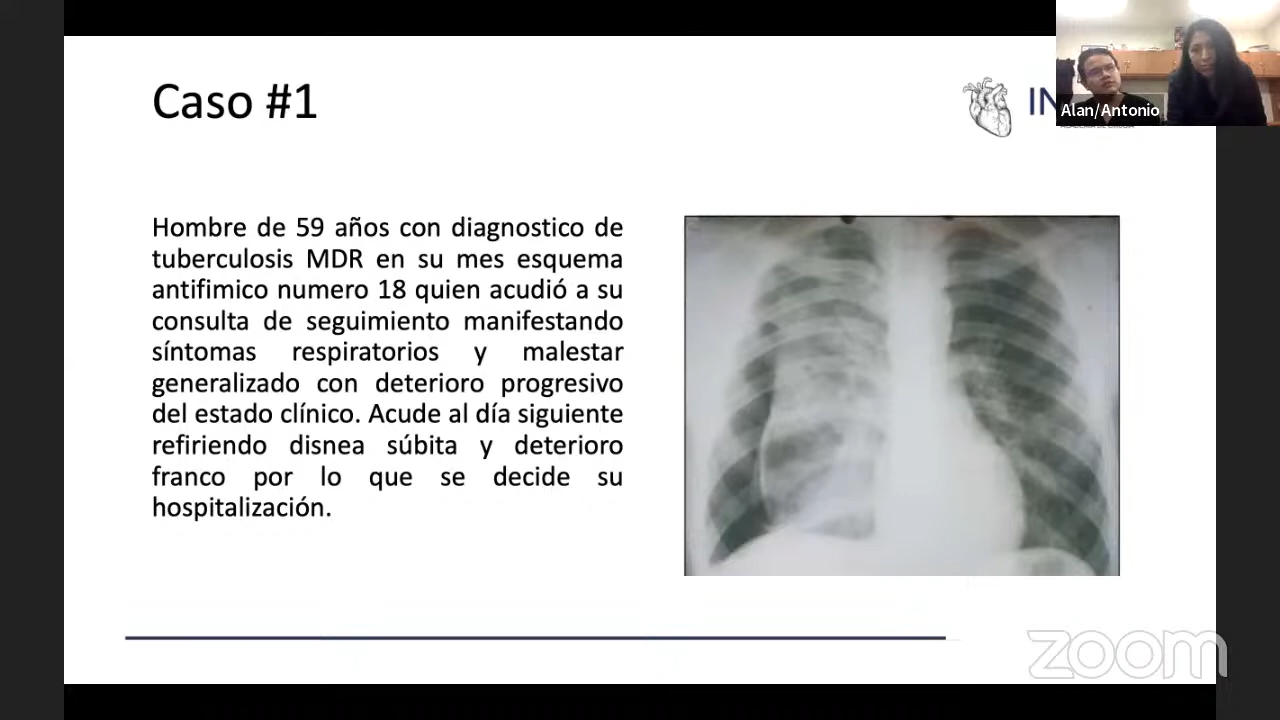 Caso #1
Alan/Antonio
Hombre de 59 años con diagnostico de
tuberculosis MDR en su mes esquema
antifimico numero 18 quien acudió a su
consulta de seguimiento manifestando
síntomas respiratorios y malestar
generalizado con deterioro progresivo
del estado clínico. Acude al día siguiente
refiriendo disnea súbita y deterioro
franco por lo que se decide su
hospitalización.
zoom